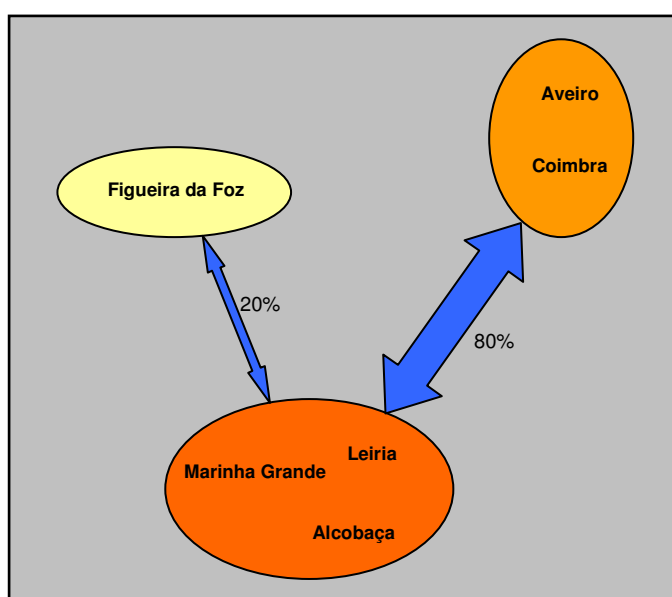 Aveiro
Coimbra
Figueira da Foz
20%
80%
Leiria
Marinha Grande
Alcobaça